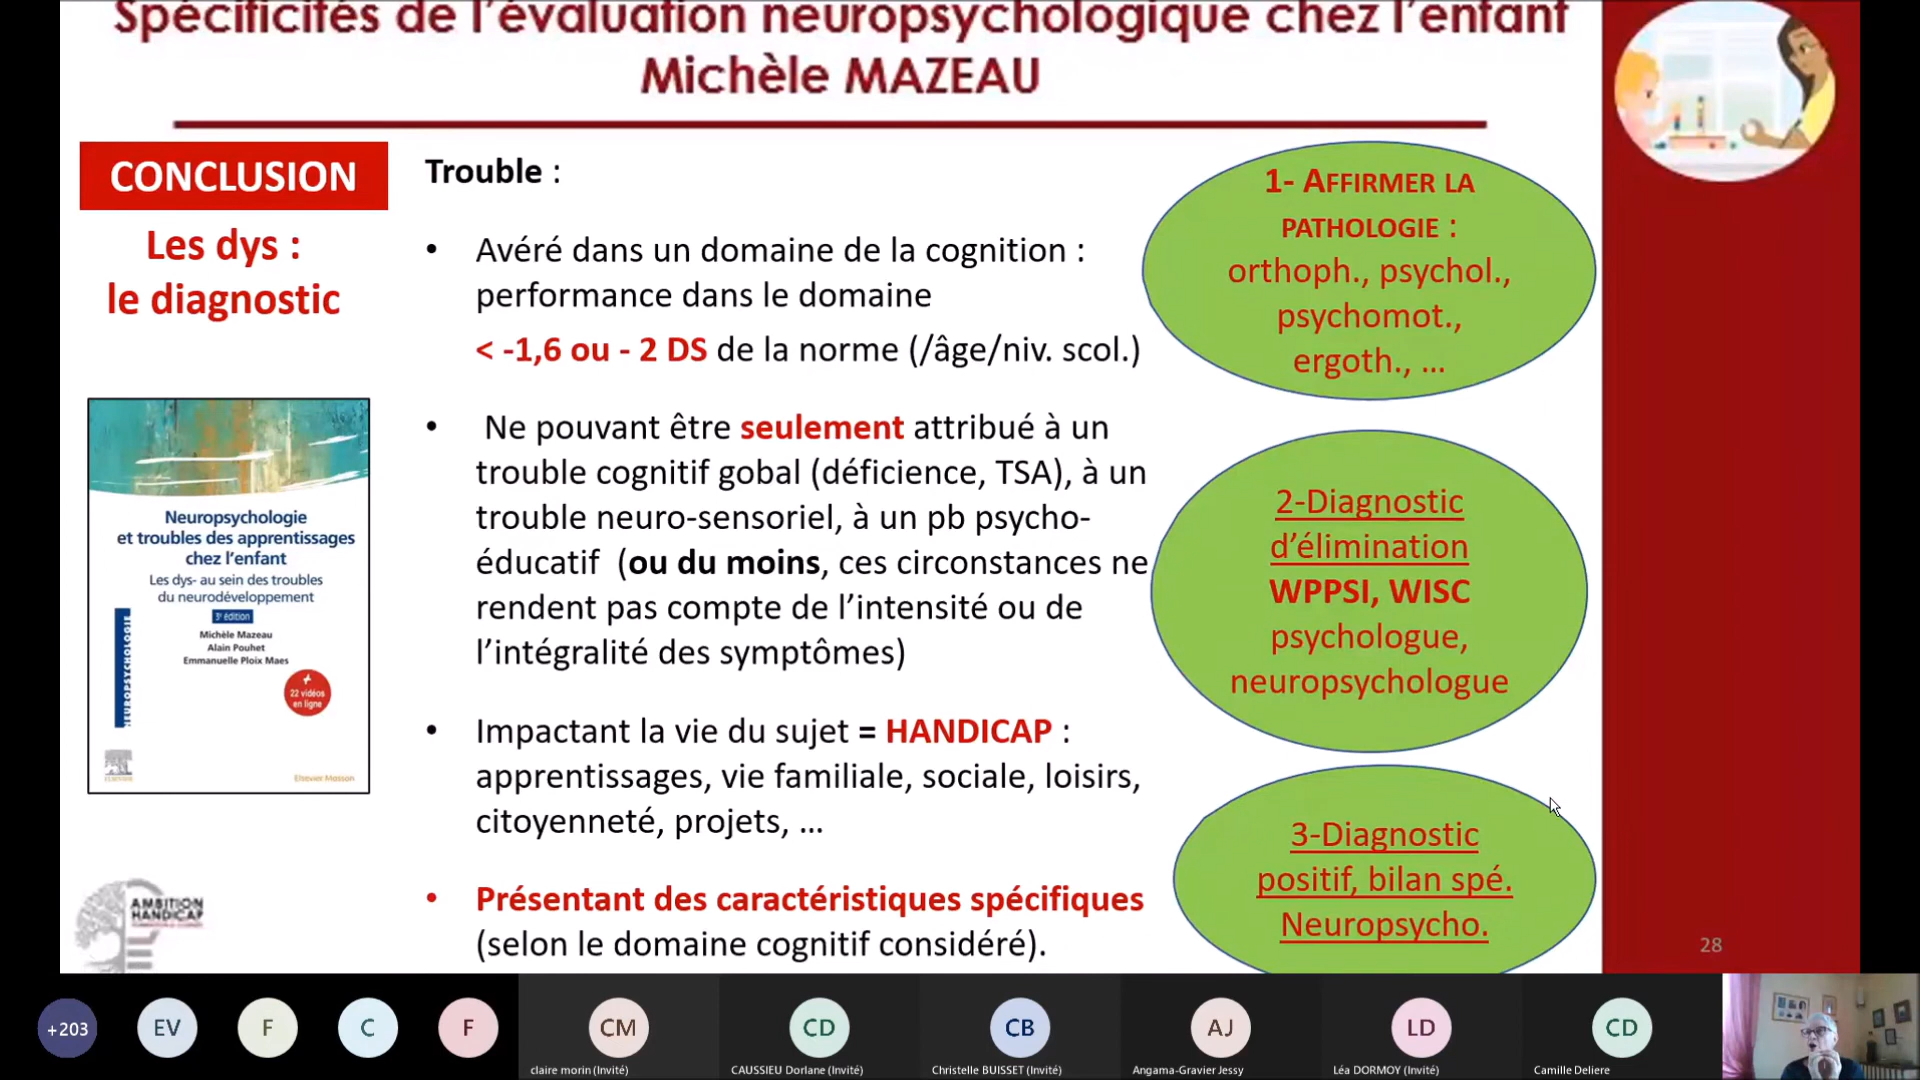 Spécificités de l'évaluation neuropsychologique chez l'enfant
Michèle MAZEAU
CONCLUSION
Les dys :
le diagnostic
Neuropsychologie
et troubles des apprentissages
chez l'enfant
Les dys- au sein des troubles
du neurodéveloppement
3e édition
Michèle Mazeau
Alain Pouhet
Emmanuelle Ploix Maes
NEUROPSYCHOLOGIE
+
22 vidéos
en ligne
ELSEVIER
Elsevier Masson
AMBITION
HANDICAP
Trouble :
• Avéré dans un domaine de la cognition :
performance dans le domaine
< -1,6 ou - 2 DS de la norme (/âge/niv. scol.)
• Ne pouvant être seulement attribué à un
trouble cognitif gobal (déficience, TSA), à un
trouble neuro-sensoriel, à un pb psycho-
éducatif (ou du moins, ces circonstances ne
rendent pas compte de l'intensité ou de
l'intégralité des symptômes)
• Impactant la vie du sujet = HANDICAP :
apprentissages, vie familiale, sociale, loisirs,
citoyenneté, projets, ...
• Présentant des caractéristiques spécifiques
(selon le domaine cognitif considéré).
1- AFFIRMER LA
PATHOLOGIE :
orthoph., psychol.,
psychomot.,
ergoth., ...
2-Diagnostic
d'élimination
WPPSI, WISC
psychologue,
neuropsychologue
3-Diagnostic
positif, bilan spé.
Neuropsycho.
28
+203
EV
F
C
F
CM
claire morin (Invité)
CD
CAUSSIEU Dorlane (Invité)
CB
Christelle BUISSET (Invité)
AJ
Angama-Gravier Jessy
LD
Léa DORMOY (Invité)
CD
Camille Deliere